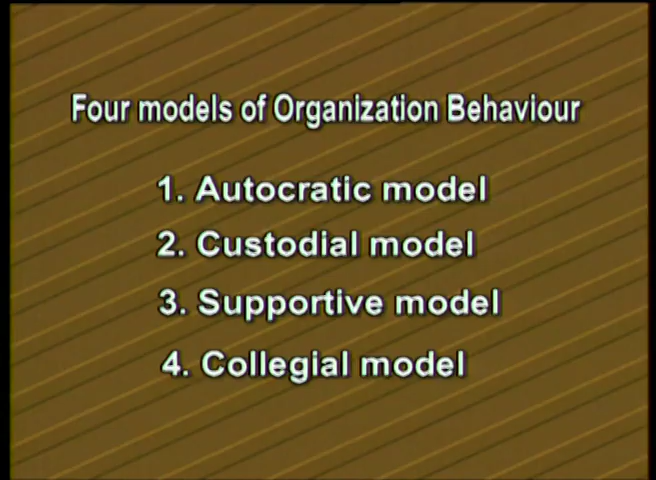 Four models of Organization Behaviour
1. Autocratic model
2. Custodial model
3. Supportive model
4. Collegial model